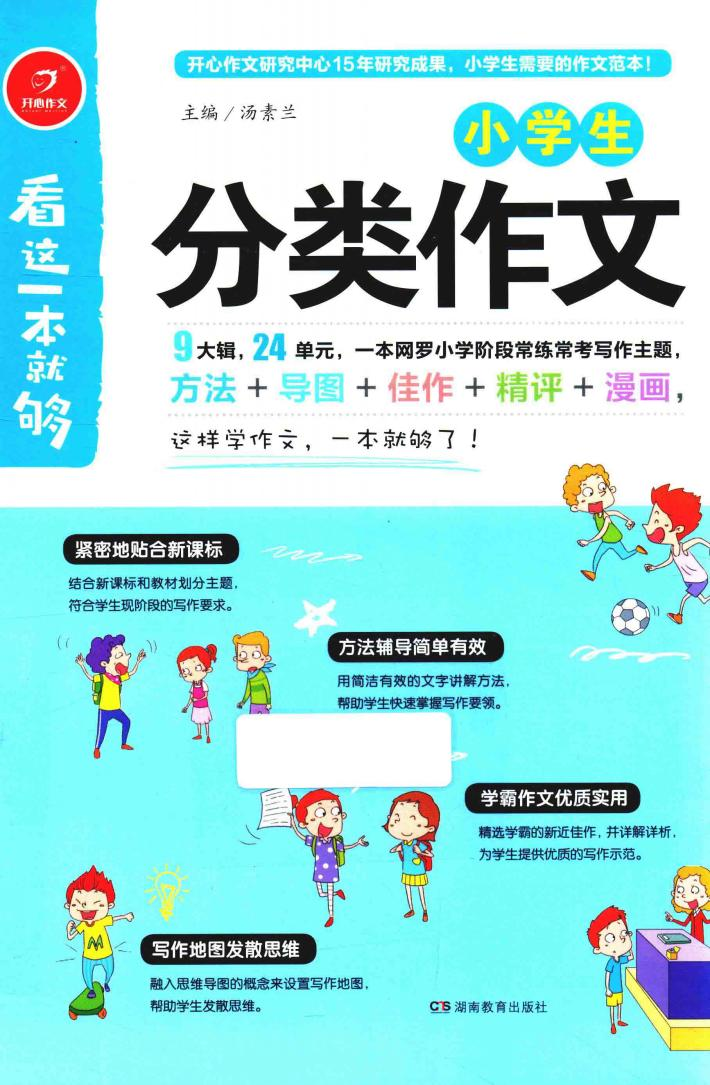 开心作文研究中心15年研究成果，小学生需要的作文范本！
开心作文
主编/汤素兰
小学生
看这一本就够
分类作文
9大辑，24单元，一本网罗小学阶段常练常考写作主题，
方法+导图+佳作+精评+漫画，
这样学作文，一本就够了！
紧密地贴合新课标
结合新课标和教材划分主题，
符合学生现阶段的写作要求。
方法辅导简单有效
用简洁有效的文字讲解方法，
帮助学生快速掌握写作要领。
学霸作文优质实用
精选学霸的新近佳作，并详解详析，
为学生提供优质的写作示范。
写作地图发散思维
融入思维导图的概念来设置写作地图，
帮助学生发散思维。
M
湖南教育出版社